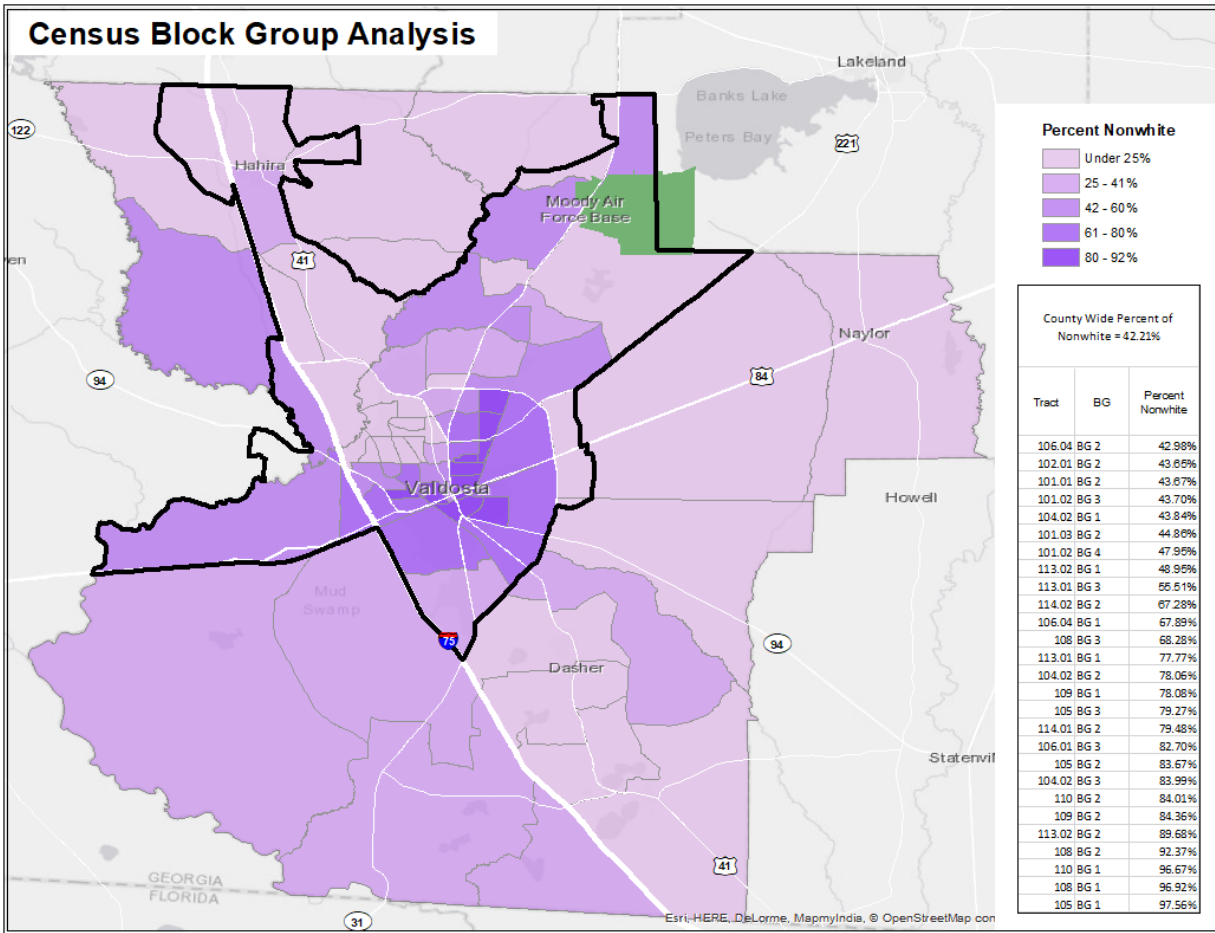 Census Block Group Analysis
Lakeland
Banks Lake
Peters Bay
221
122
Hahira
Moody Air
Force Base
41
en
94
Naylor
84
Valdosta
Howell
Mud
Swamp
75
94
Dasher
Statenvil
41
GEORGIA
FLORIDA
31
Esri, HERE, DeLorme, MapmyIndia, © OpenStreetMap con
Percent Nonwhite
Under 25%
25 - 41%
42 - 60%
61 - 80%
80 - 92%
County Wide Percent of
Nonwhite = 42.21%
Tract BG Percent Nonwhite
106.04 BG 2 42.98%
102.01 BG 2 43.66%
101.01 BG 2 43.67%
101.02 BG 3 43.70%
104.02 BG 1 43.84%
101.03 BG 2 44.86%
101.02 BG 4 47.95%
113.02 BG 1 48.95%
113.01 BG 3 55.51%
114.02 BG 2 67.28%
106.04 BG 1 67.89%
108 BG 3 68.28%
113.01 BG 1 77.77%
104.02 BG 2 78.06%
109 BG 1 78.08%
105 BG 3 79.27%
114.01 BG 2 79.48%
106.01 BG 3 82.70%
105 BG 2 83.67%
104.02 BG 3 83.99%
110 BG 2 84.01%
109 BG 2 84.36%
113.02 BG 2 89.68%
108 BG 2 92.37%
110 BG 1 96.67%
108 BG 1 96.92%
105 BG 1 97.56%